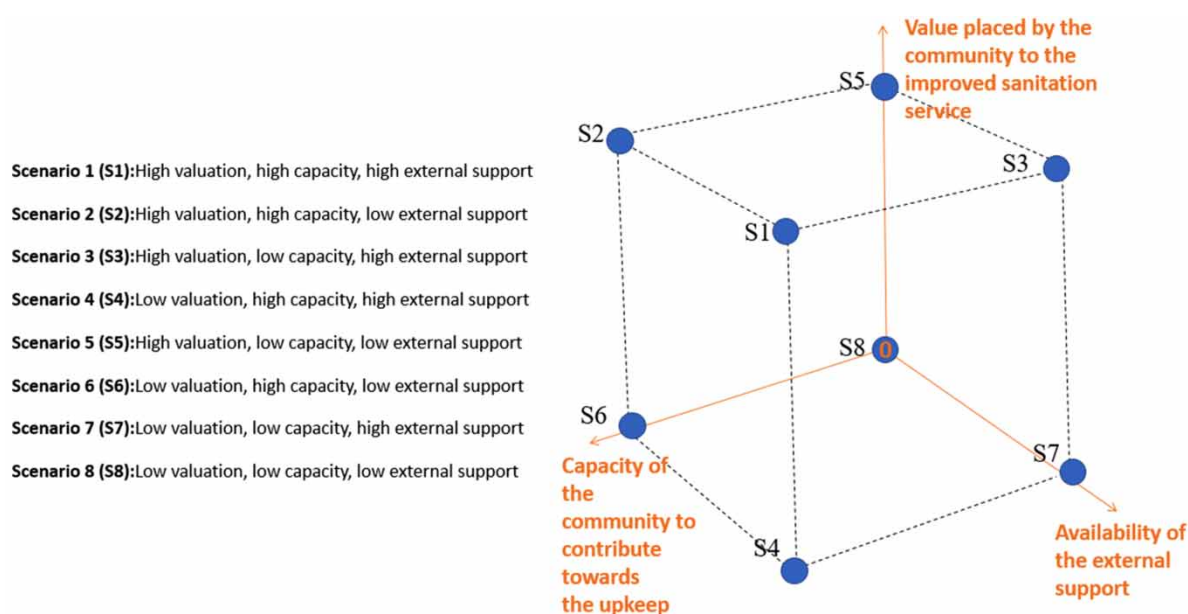 Scenario 1 (S1):High valuation, high capacity, high external support
Scenario 2 (S2):High valuation, high capacity, low external support
Scenario 3 (S3):High valuation, low capacity, high external support
Scenario 4 (S4):Low valuation, high capacity, high external support
Scenario 5 (S5):High valuation, low capacity, low external support
Scenario 6 (S6):Low valuation, high capacity, low external support
Scenario 7 (S7):Low valuation, low capacity, high external support
Scenario 8 (S8):Low valuation, low capacity, low external support
Value placed by the
community to the
improved sanitation
service
S5
S2
S3
S1
S8
0
S6
S7
S4
Capacity of
the
community to
contribute
towards
the upkeep
Availability of
the external
support